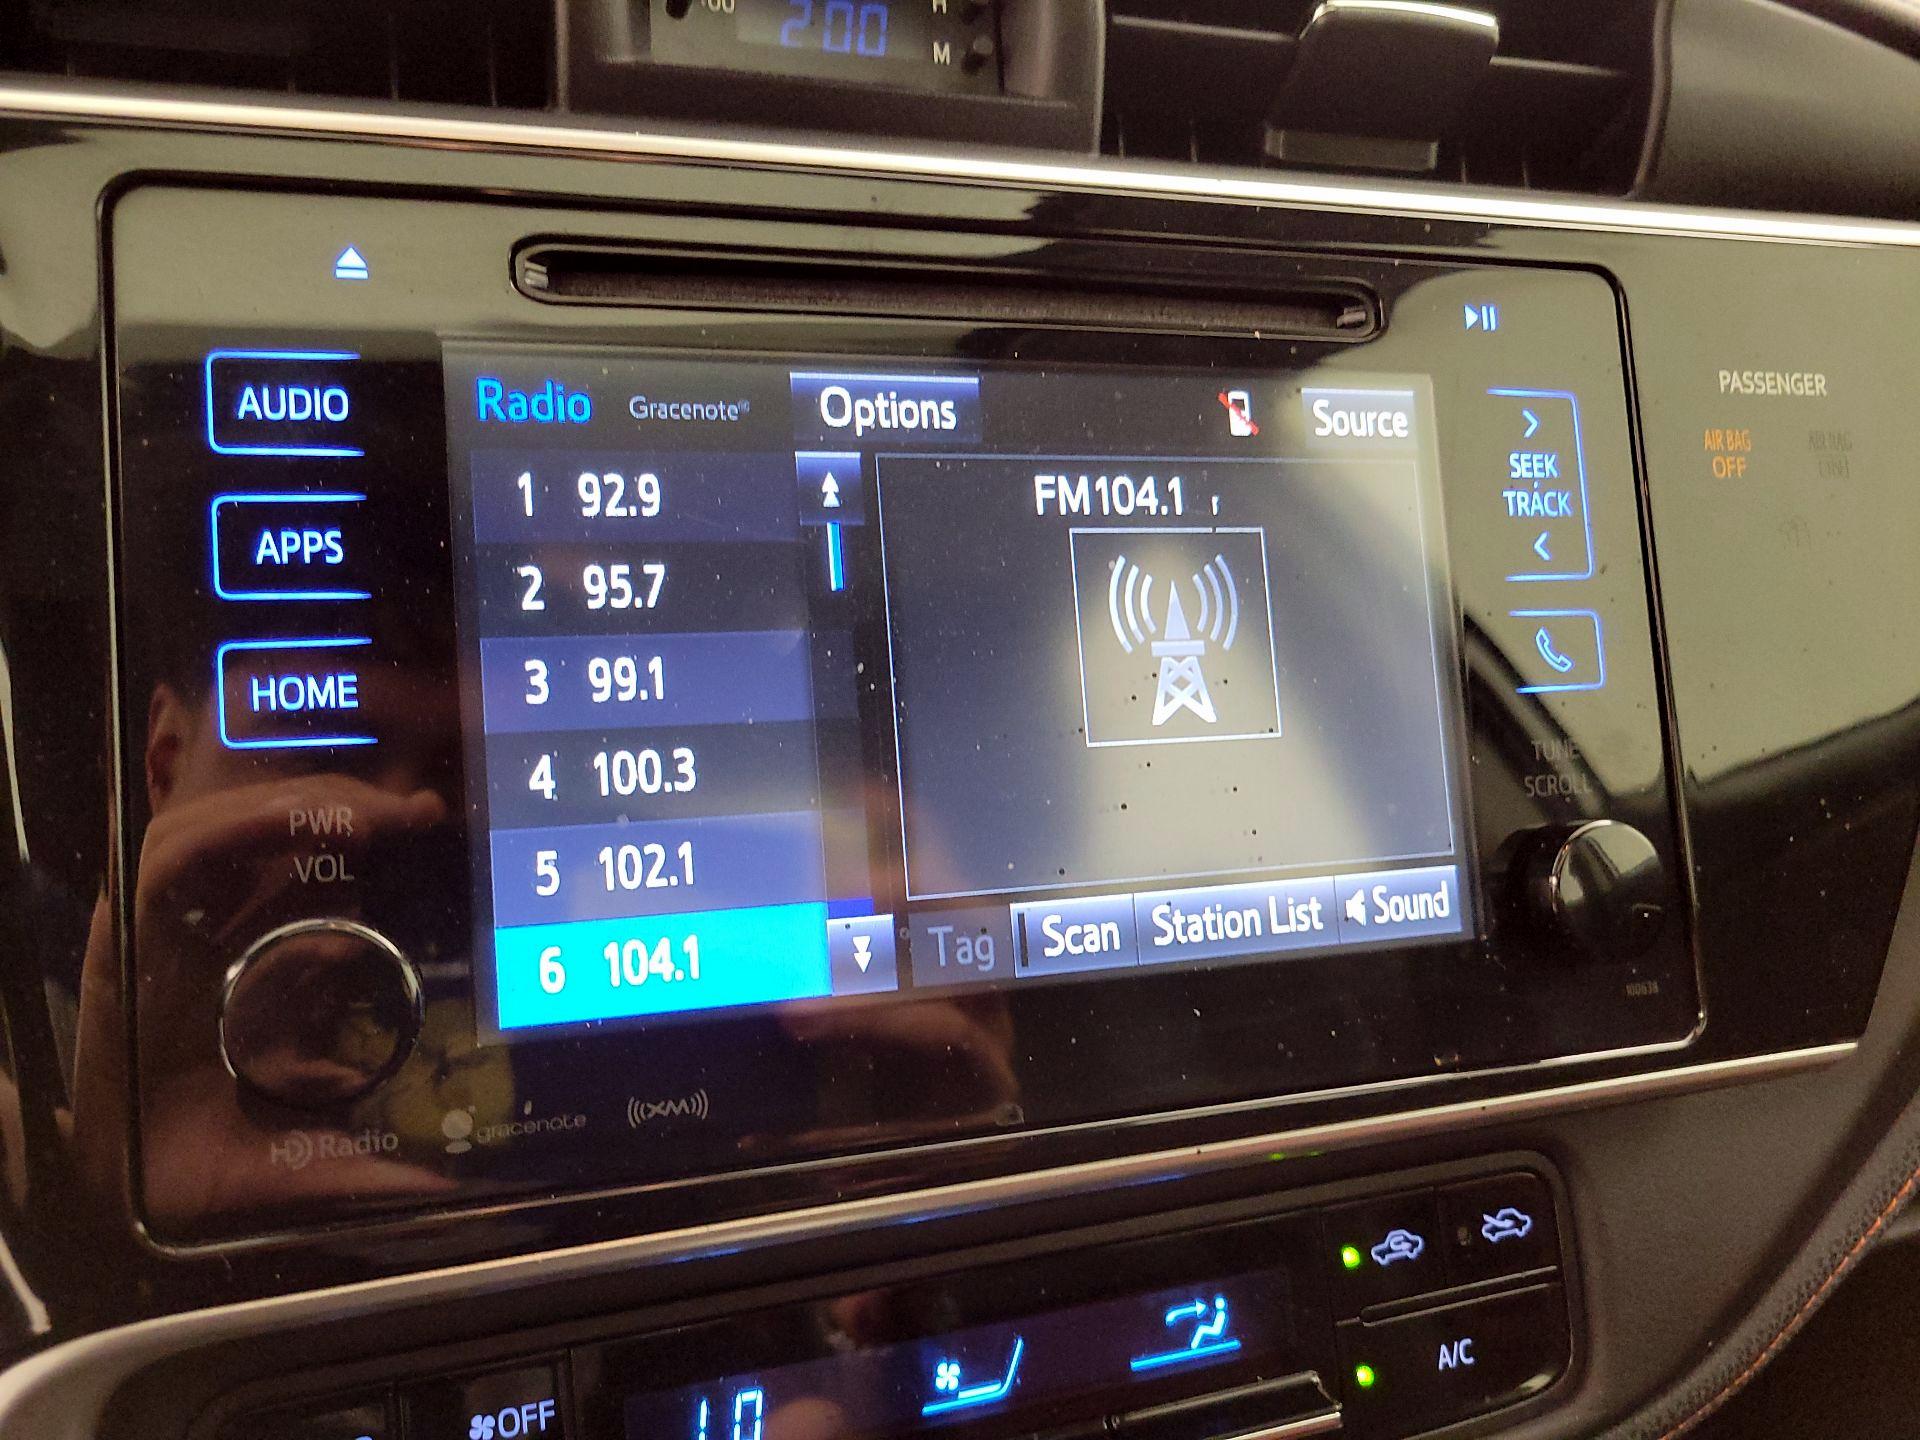 :00
H
2:00
M
AUDIO
APPS
HOME
PWR
VOL
Radio Gracenote® Options Source
1 92.9
2 95.7
3 99.1
4 100.3
5 102.1
6 104.1
FM104.1
Tag Scan Station List Sound
SEEK
TRACK
TUNE
SCROLL
100638
PASSENGER
AIR BAG
OFF
HD Radio gracenote ((XM))
OFF
A/C